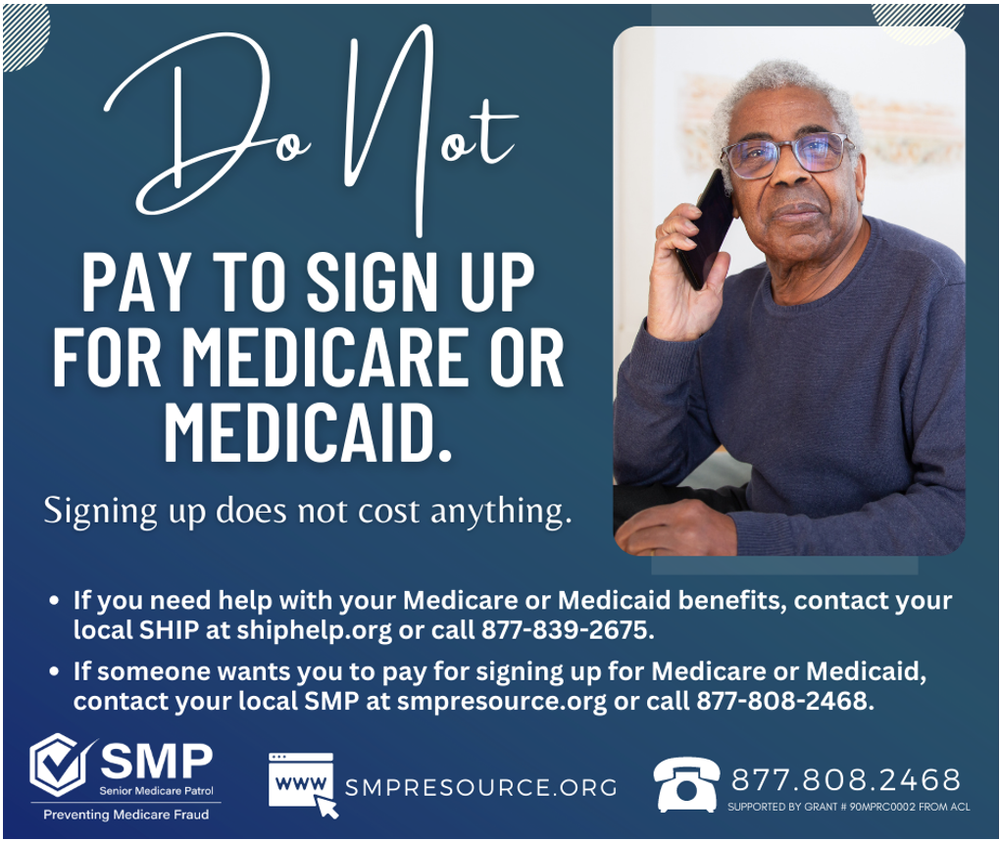 Do Not
PAY TO SIGN UP
FOR MEDICARE OR
MEDICAID.
Signing up does not cost anything.
• If you need help with your Medicare or Medicaid benefits, contact your
local SHIP at shiphelp.org or call 877-839-2675.
• If someone wants you to pay for signing up for Medicare or Medicaid,
contact your local SMP at smpresource.org or call 877-808-2468.
SMP
Senior Medicare Patrol
Preventing Medicare Fraud
WWW
SMPRESOURCE.ORG
877.808.2468
SUPPORTED BY GRANT # 90MPRC0002 FROM ACL